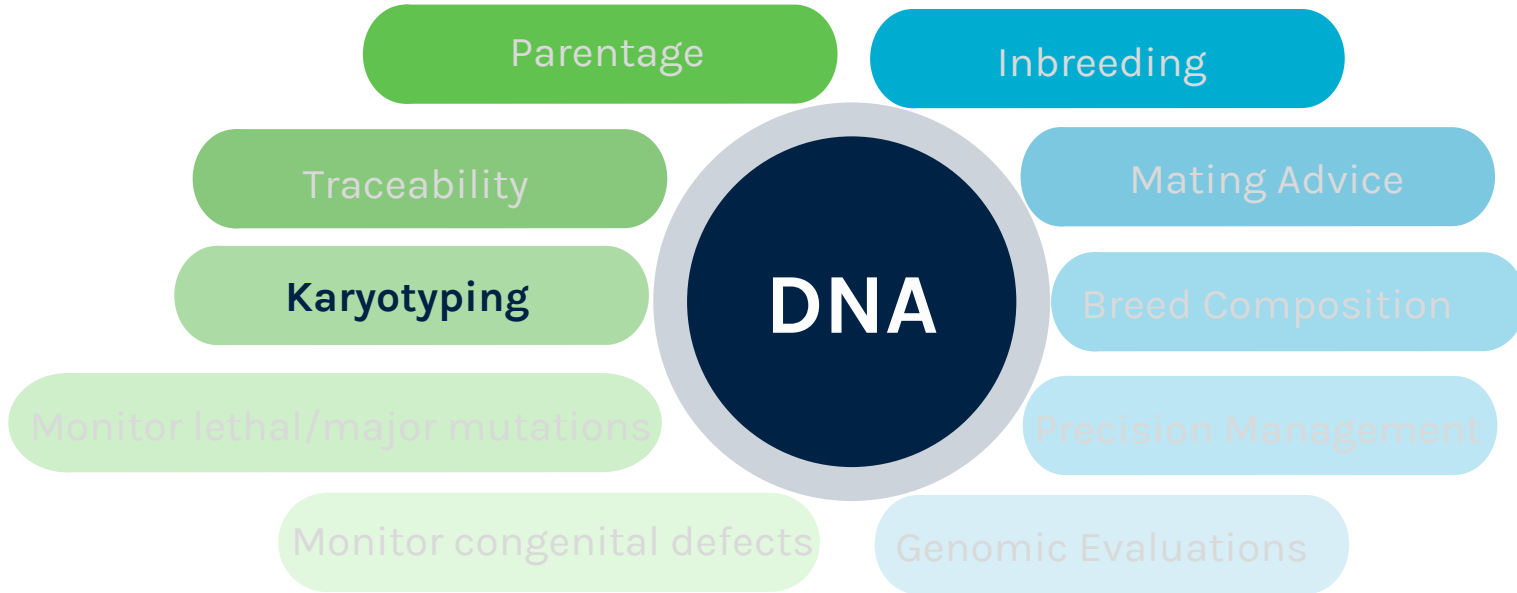 Parentage
Inbreeding
Traceability
Mating Advice
Karyotyping
DNA
Breed Composition
Monitor lethal/major mutations
Precision Management
Monitor congenital defects
Genomic Evaluations